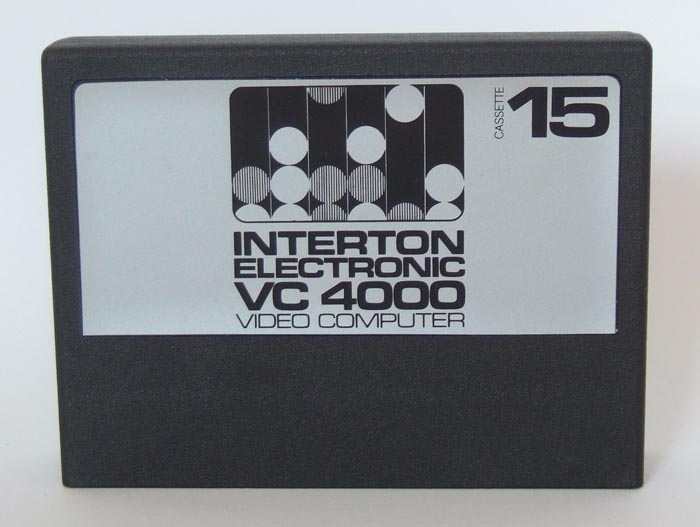 CASSETTE 15
INTERTON
ELECTRONIC
VC 4000
VIDEO COMPUTER